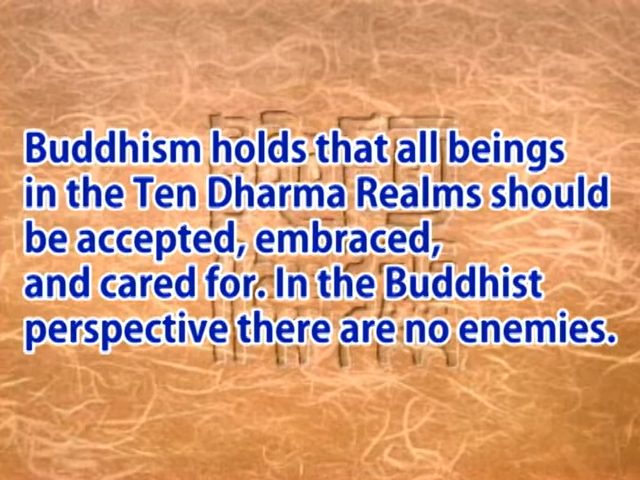 Buddhism holds that all beings
in the Ten Dharma Realms should
be accepted, embraced,
and cared for. In the Buddhist
perspective there are no enemies.